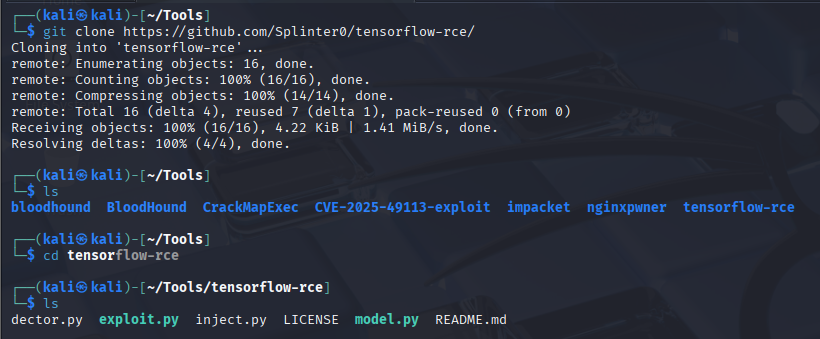 ┌──(kali㉿kali)-[~/Tools]
└─$ git clone https://github.com/Splinter0/tensorflow-rce/
Cloning into 'tensorflow-rce'...
remote: Enumerating objects: 16, done.
remote: Counting objects: 100% (16/16), done.
remote: Compressing objects: 100% (14/14), done.
remote: Total 16 (delta 4), reused 7 (delta 1), pack-reused 0 (from 0)
Receiving objects: 100% (16/16), 4.22 KiB | 1.41 MiB/s, done.
Resolving deltas: 100% (4/4), done.
┌──(kali㉿kali)-[~/Tools]
└─$ ls
bloodhound  BloodHound  CrackMapExec  CVE-2025-49113-exploit  impacket  nginxpwner  tensorflow-rce
┌──(kali㉿kali)-[~/Tools]
└─$ cd tensorflow-rce
┌──(kali㉿kali)-[~/Tools/tensorflow-rce]
└─$ ls
dector.py  exploit.py  inject.py  LICENSE  model.py  README.md